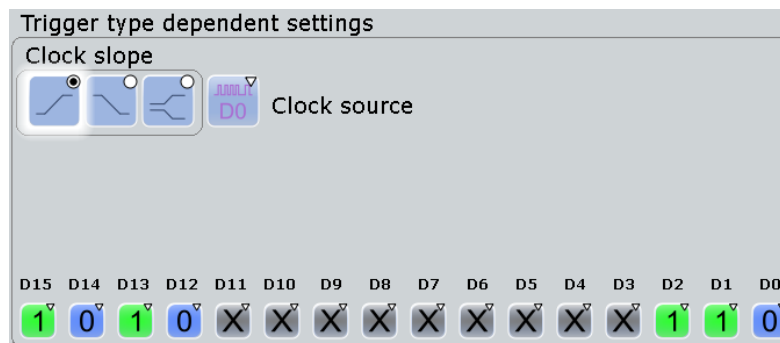 Trigger type dependent settings
Clock slope
D0 Clock source
D15 D14 D13 D12 D11 D10 D9 D8 D7 D6 D5 D4 D3 D2 D1 D0
1 0 1 0 X X X X X X X X X 1 1 0